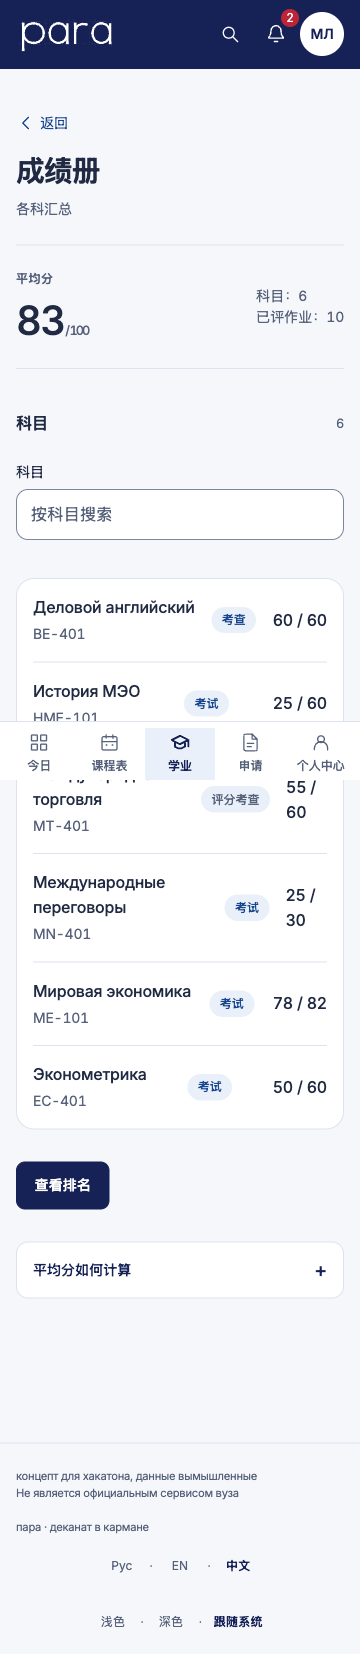 para
2
МЛ
返回
成绩册
各科汇总
平均分
83/100
科目：6
已评作业：10
科目
6
科目
按科目搜索
Деловой английский
BE-401
考查
60 / 60
История МЭО
HME-101
考试
25 / 60
今日
课程表
学业
申请
个人中心
торговля
MT-401
评分考查
55 /
60
Международные
переговоры
MN-401
考试
25 /
30
Мировая экономика
ME-101
考试
78 / 82
Эконометрика
EC-401
考试
50 / 60
查看排名
平均分如何计算
+
концепт для хакатона, данные вымышленные
Не является официальным сервисом вуза
пара · деканат в кармане
Рус · EN · 中文
浅色 · 深色 · 跟随系统